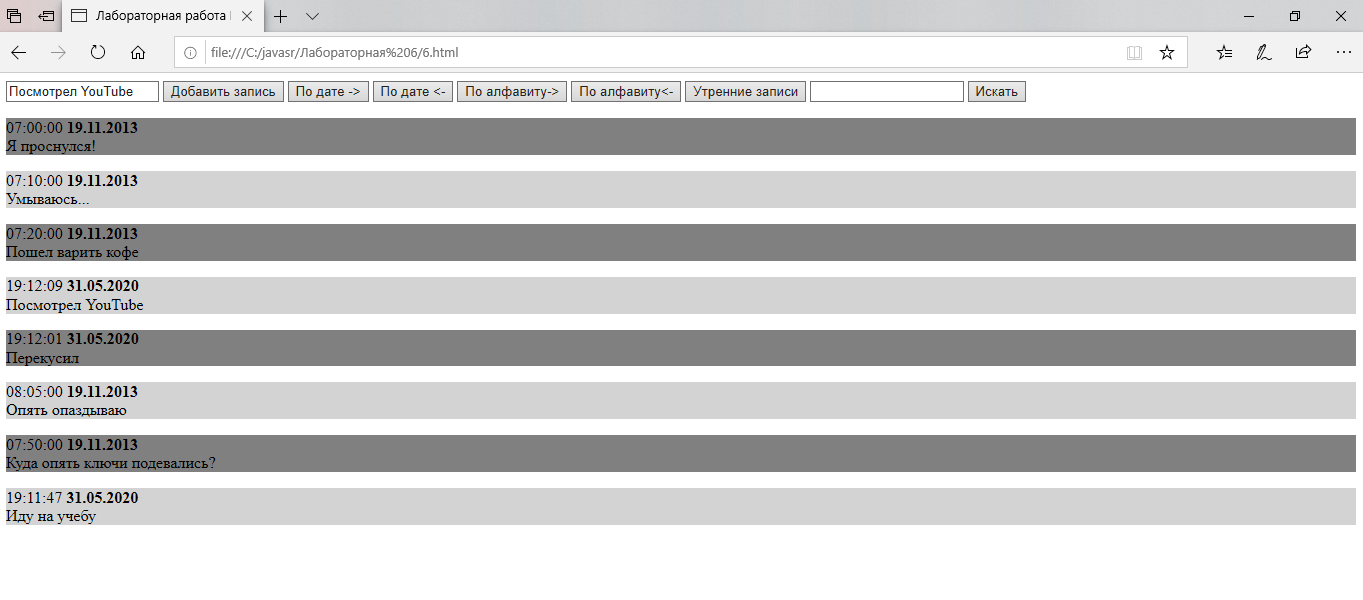 Лабораторная работа
file:///C:/javasr/Лабораторная%206/6.html
Посмотрел YouTube Добавить запись По дате -> По дате <- По алфавиту-> По алфавиту<- Утренние записи Искать
07:00:00 19.11.2013
Я проснулся!
07:10:00 19.11.2013
Умываюсь...
07:20:00 19.11.2013
Пошел варить кофе
19:12:09 31.05.2020
Посмотрел YouTube
19:12:01 31.05.2020
Перекусил
08:05:00 19.11.2013
Опять опаздываю
07:50:00 19.11.2013
Куда опять ключи подевались?
19:11:47 31.05.2020
Иду на учебу